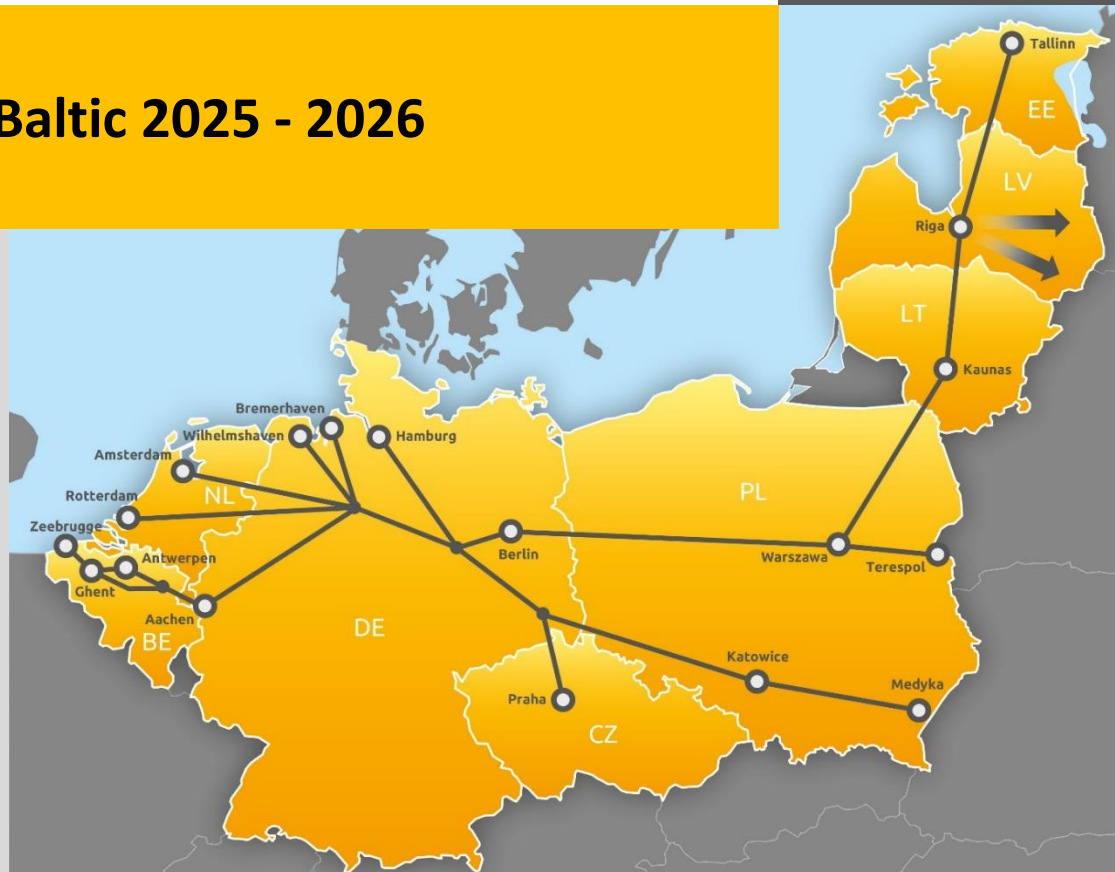 Baltic 2025 - 2026
Tallinn
EE
LV
Riga
LT
Kaunas
Bremerhaven
Wilhelmshaven
Hamburg
Amsterdam
NL
Rotterdam
PL
Zeebrugge
Antwerpen
Berlin
Warszawa
Terespol
Ghent
Aachen
BE
DE
Katowice
Medyka
Praha
CZ